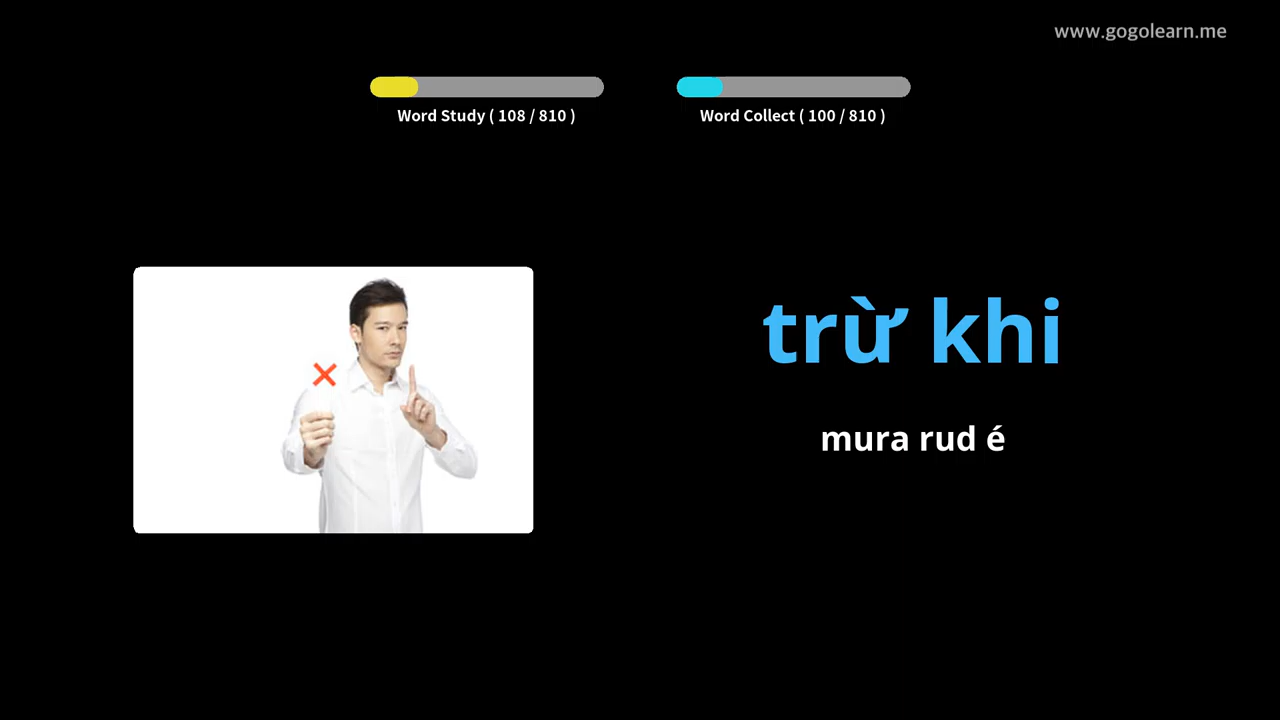 www.gogolearn.me
Word Study ( 108 / 810 )
Word Collect ( 100 / 810 )
trừ khi
mura rud é